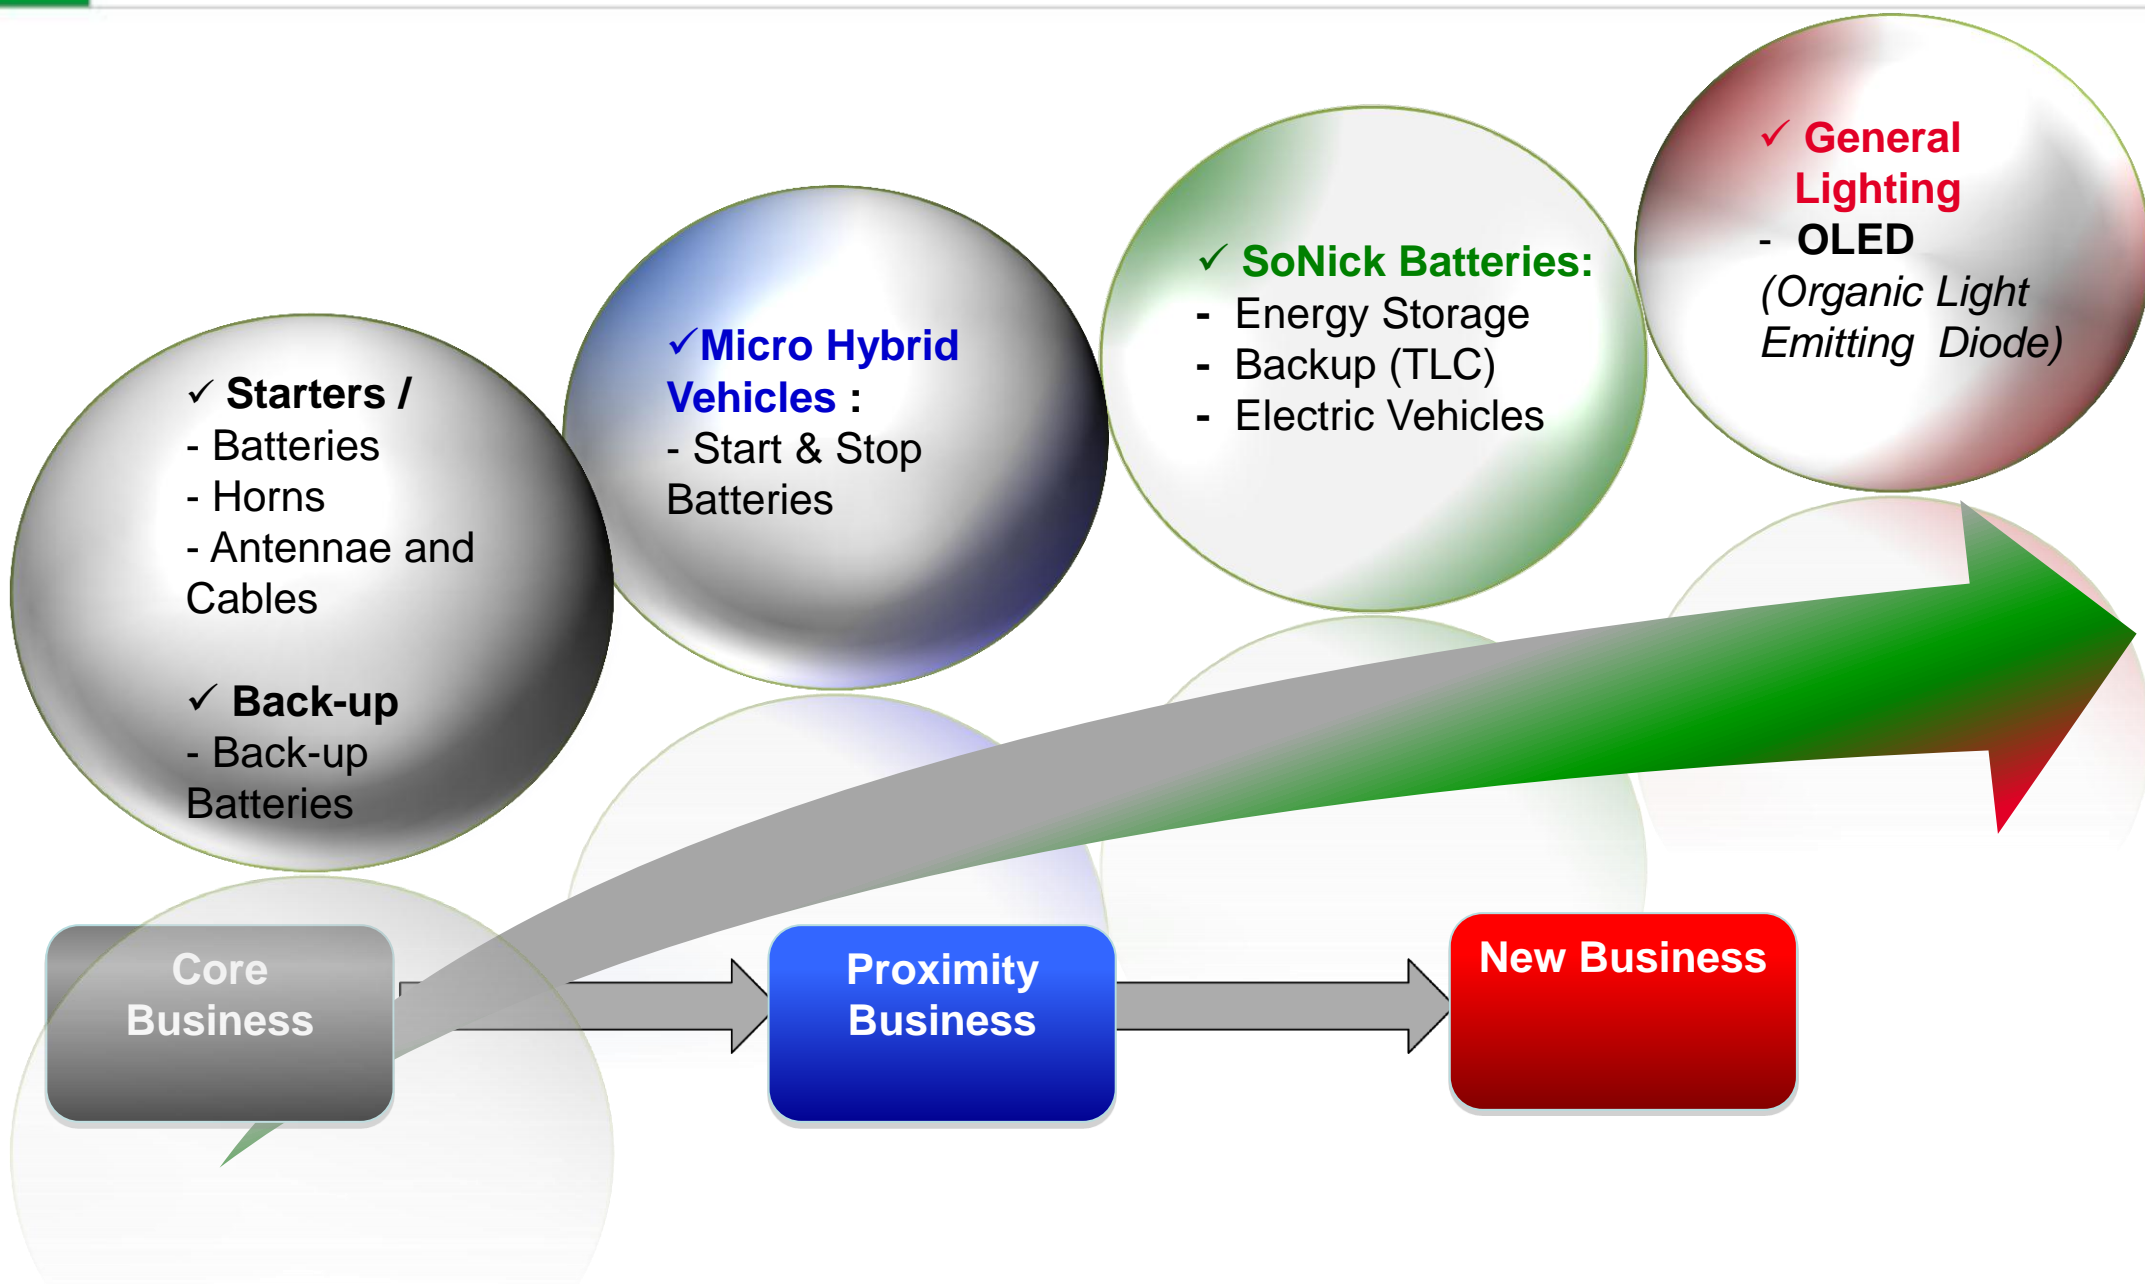 ✓ Starters /
- Batteries
- Horns
- Antennae and
Cables
✓ Back-up
- Back-up
Batteries
✓Micro Hybrid
Vehicles :
- Start & Stop
Batteries
✓ SoNick Batteries:
- Energy Storage
- Backup (TLC)
- Electric Vehicles
✓ General
Lighting
- OLED
(Organic Light
Emitting Diode)
Core
Business
Proximity
Business
New Business